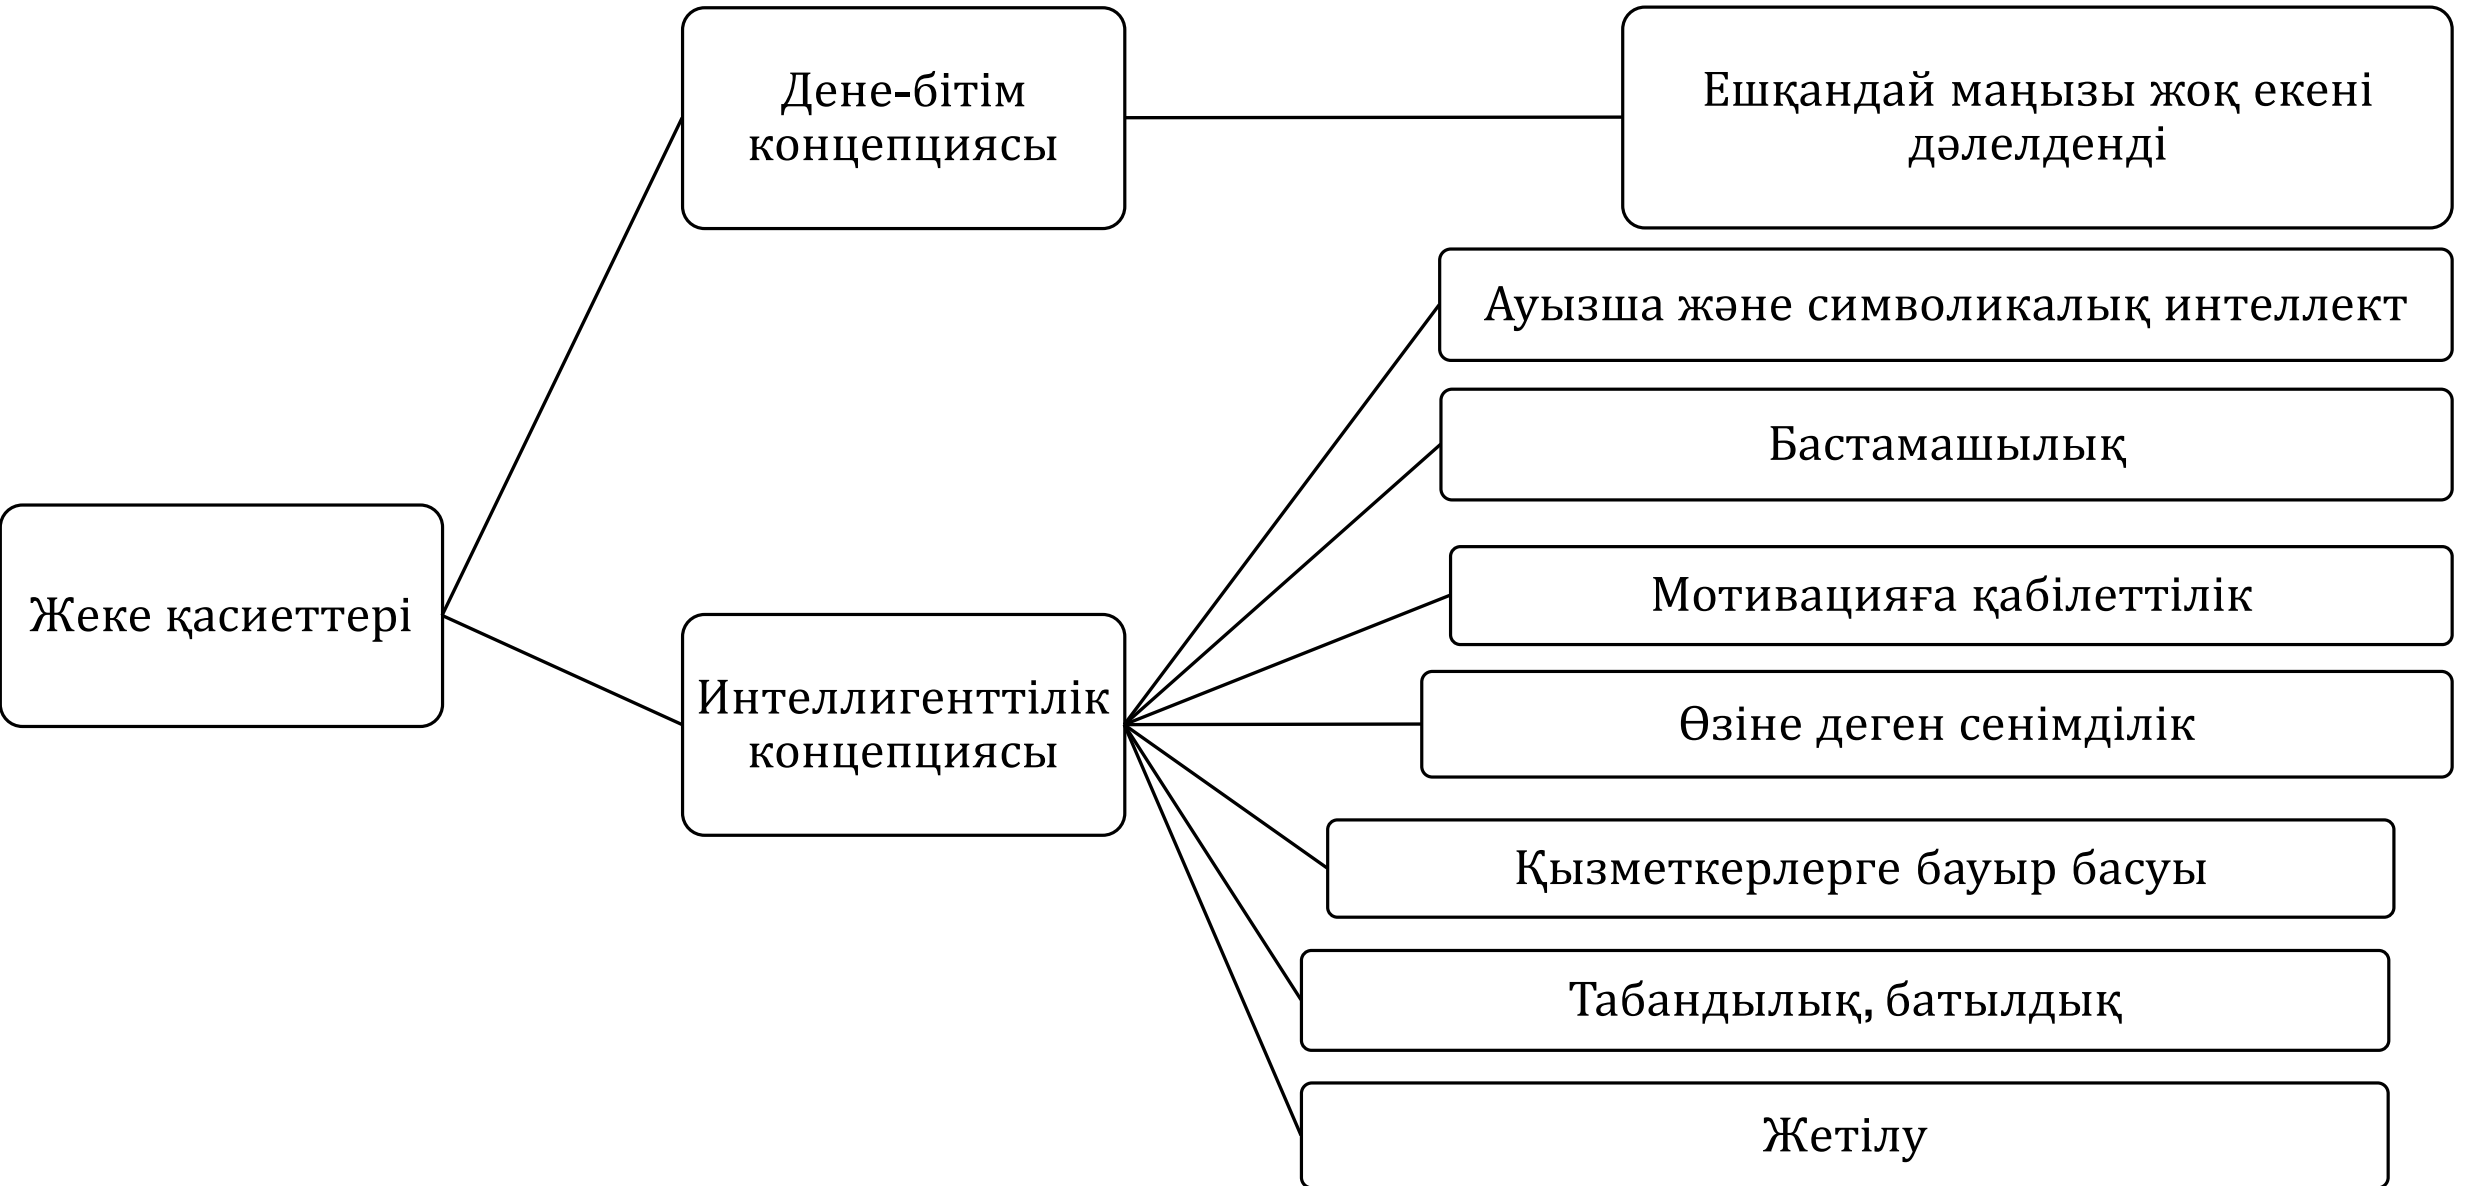 Жеке қасиеттері
Дене-бітім
концепциясы
Ешқандай маңызы жоқ екені
дәлелденді
Интеллигенттілік
концепциясы
Ауызша және символикалық интеллект
Бастамашылық
Мотивацияға қабілеттілік
Өзіне деген сенімділік
Қызметкерлерге бауыр басуы
Табандылық, батылдық
Жетілу